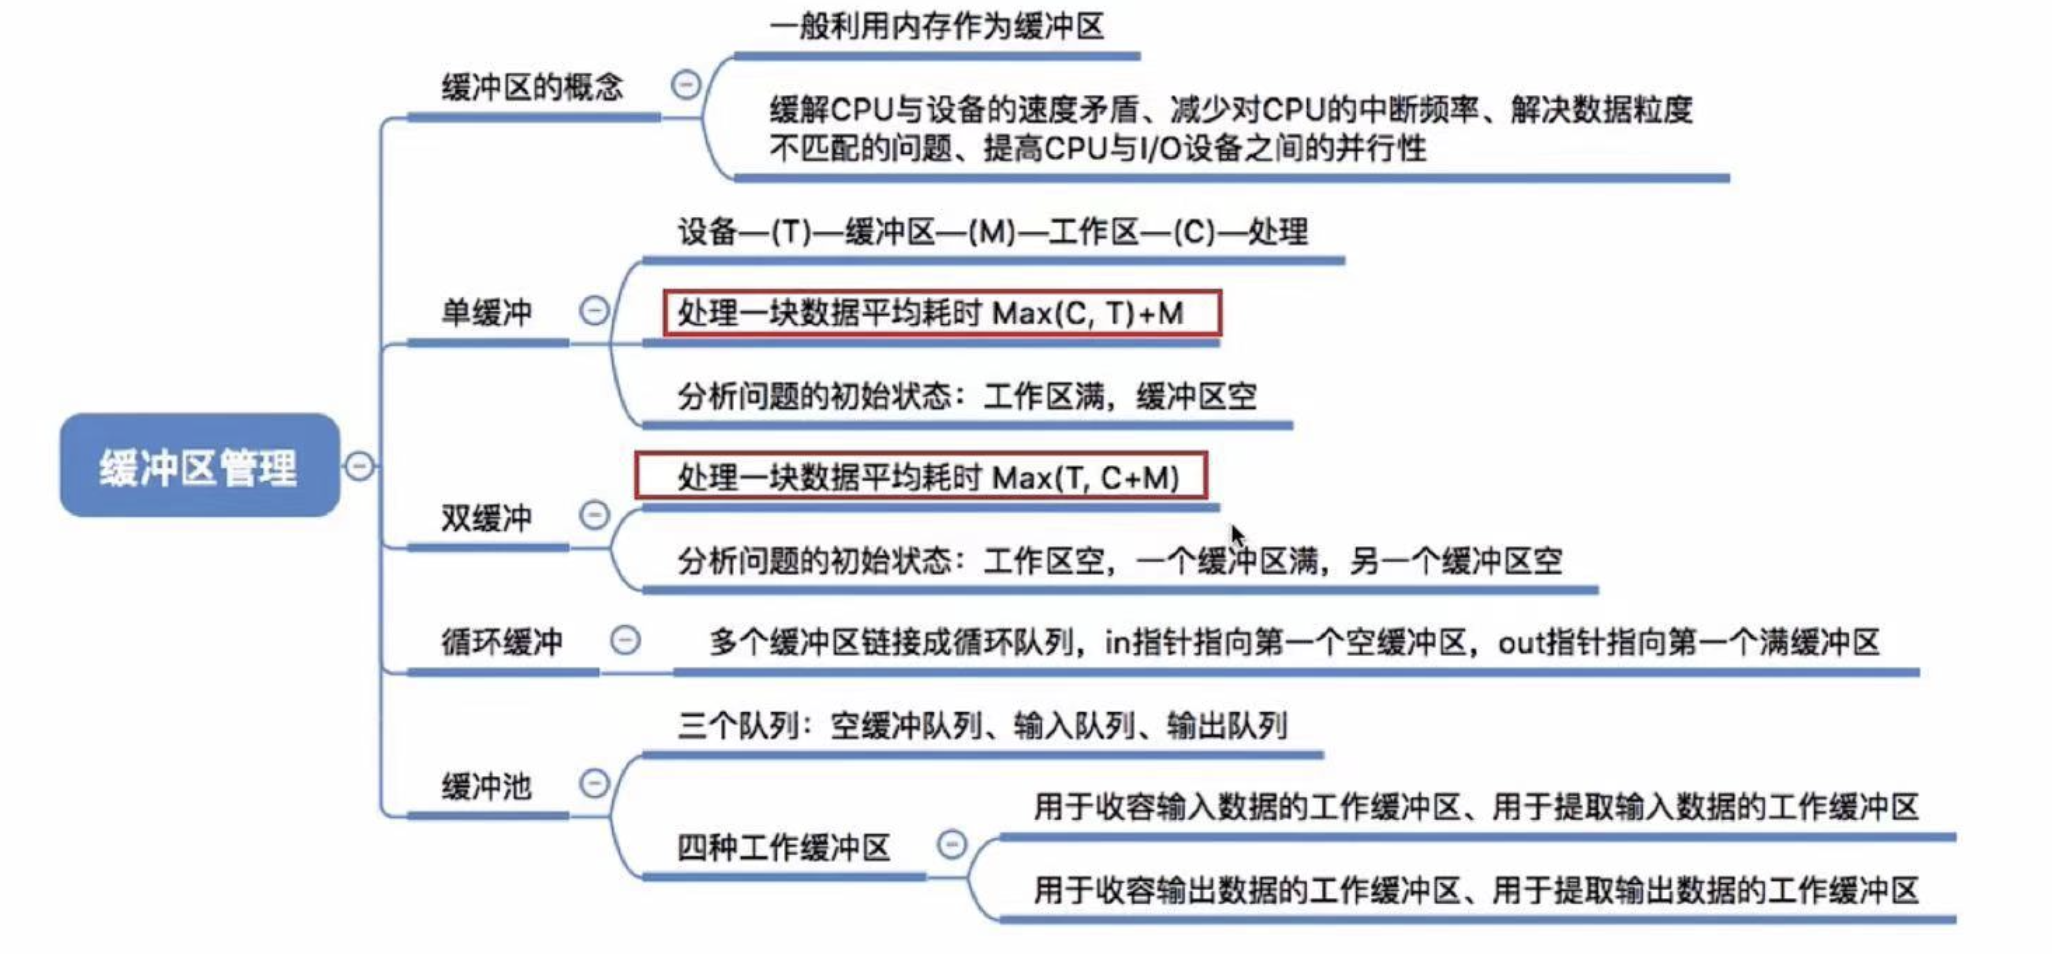 缓冲区管理
缓冲区的概念
一般利用内存作为缓冲区
缓解CPU与设备的速度矛盾、减少对CPU的中断频率、解决数据粒度
不匹配的问题、提高CPU与I/O设备之间的并行性
单缓冲
设备—(T)—缓冲区—(M)—工作区—(C)—处理
处理一块数据平均耗时 Max(C, T)+M
分析问题的初始状态：工作区满，缓冲区空
双缓冲
处理一块数据平均耗时 Max(T, C+M)
分析问题的初始状态：工作区空，一个缓冲区满，另一个缓冲区空
循环缓冲
多个缓冲区链接成循环队列，in指针指向第一个空缓冲区，out指针指向第一个满缓冲区
缓冲池
三个队列：空缓冲队列、输入队列、输出队列
四种工作缓冲区
用于收容输入数据的工作缓冲区、用于提取输入数据的工作缓冲区
用于收容输出数据的工作缓冲区、用于提取输出数据的工作缓冲区